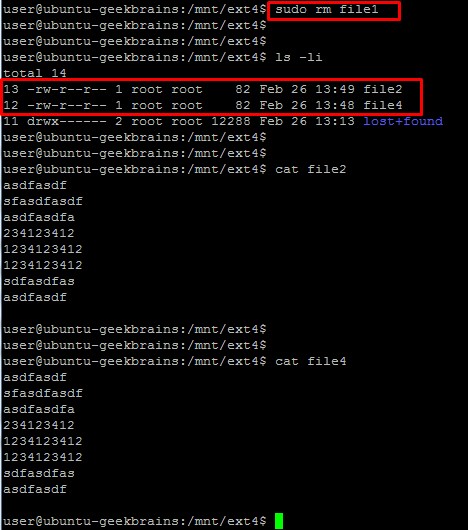 user@ubuntu-geekbrains:/mnt/ext4$ sudo rm file1
user@ubuntu-geekbrains:/mnt/ext4$
user@ubuntu-geekbrains:/mnt/ext4$
user@ubuntu-geekbrains:/mnt/ext4$ ls -li
total 14
13 -rw-r--r-- 1 root root    82 Feb 26 13:49 file2
12 -rw-r--r-- 1 root root    82 Feb 26 13:48 file4
11 drwx------ 2 root root 12288 Feb 26 13:13 lost+found
user@ubuntu-geekbrains:/mnt/ext4$
user@ubuntu-geekbrains:/mnt/ext4$
user@ubuntu-geekbrains:/mnt/ext4$ cat file2
asdfasdf
sfasdfasdf
asdfasdfa
234123412
1234123412
1234123412
sdfasdfas
asdfasdf
user@ubuntu-geekbrains:/mnt/ext4$
user@ubuntu-geekbrains:/mnt/ext4$
user@ubuntu-geekbrains:/mnt/ext4$ cat file4
asdfasdf
sfasdfasdf
asdfasdfa
234123412
1234123412
1234123412
sdfasdfas
asdfasdf
user@ubuntu-geekbrains:/mnt/ext4$